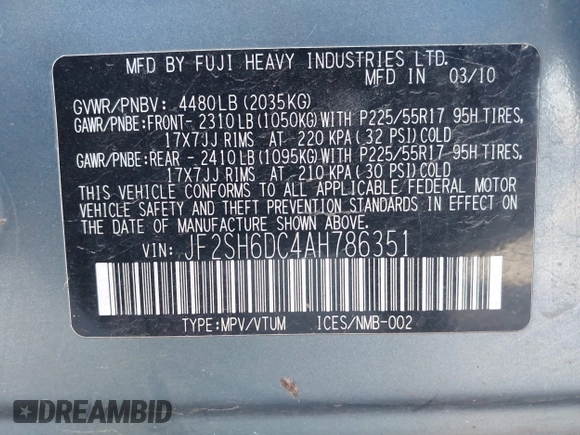 MFD BY FUJI HEAVY INDUSTRIES LTD.
MFD IN 03/10
GVWR/PNBV: 4480LB (2035KG)
GAWR/PNBE:FRONT- 2310LB (1050KG) WITH P225/55R17 95H TIRES,
17X7JJ RIMS AT 220 KPA (32 PSI) COLD
GAWR/PNBE:REAR - 2410LB (1095KG) WITH P225/55R17 95H TIRES,
17X7JJ RIMS AT 210 KPA (30 PSI) COLD
THIS VEHICLE CONFORMS TO ALL APPLICABLE FEDERAL MOTOR
VEHICLE SAFETY AND THEFT PREVENTION STANDARDS IN EFFECT ON
THE DATE OF MANUFACTURE SHOWN ABOVE.
VIN: JF2SH6DC4AH786351
TYPE:MPV/VTUM ICES/NMB-002
DREAMBID